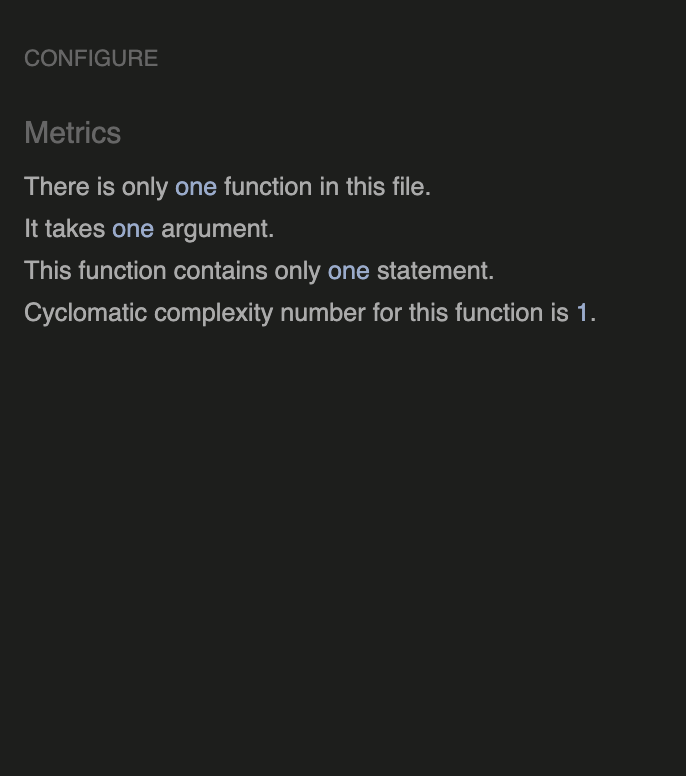 CONFIGURE
Metrics
There is only one function in this file.
It takes one argument.
This function contains only one statement.
Cyclomatic complexity number for this function is 1.